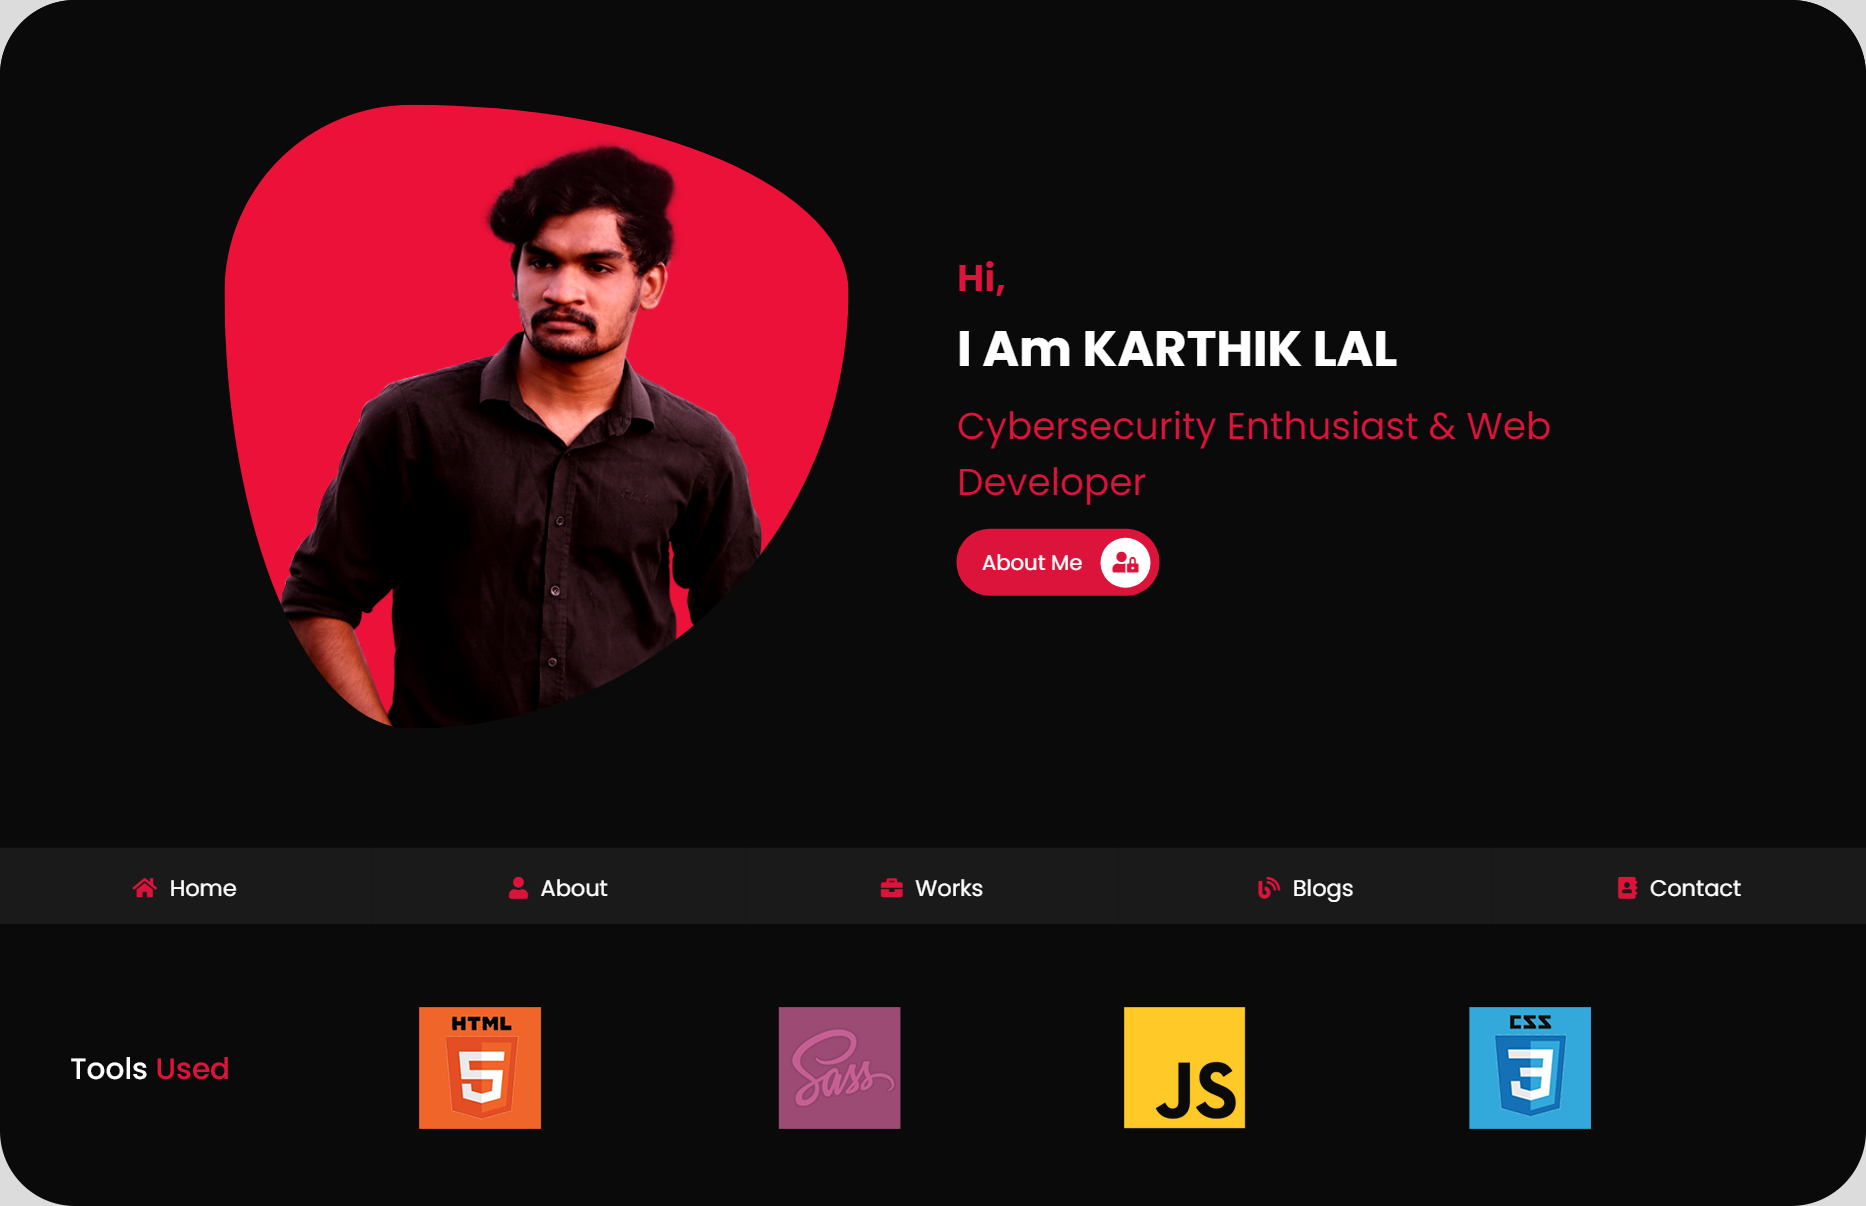 Hi,
I Am KARTHIK LAL
Cybersecurity Enthusiast & Web
Developer
About Me
Home
About
Works
Blogs
Contact
Tools Used
HTML
5
Sass
JS
CSS
3